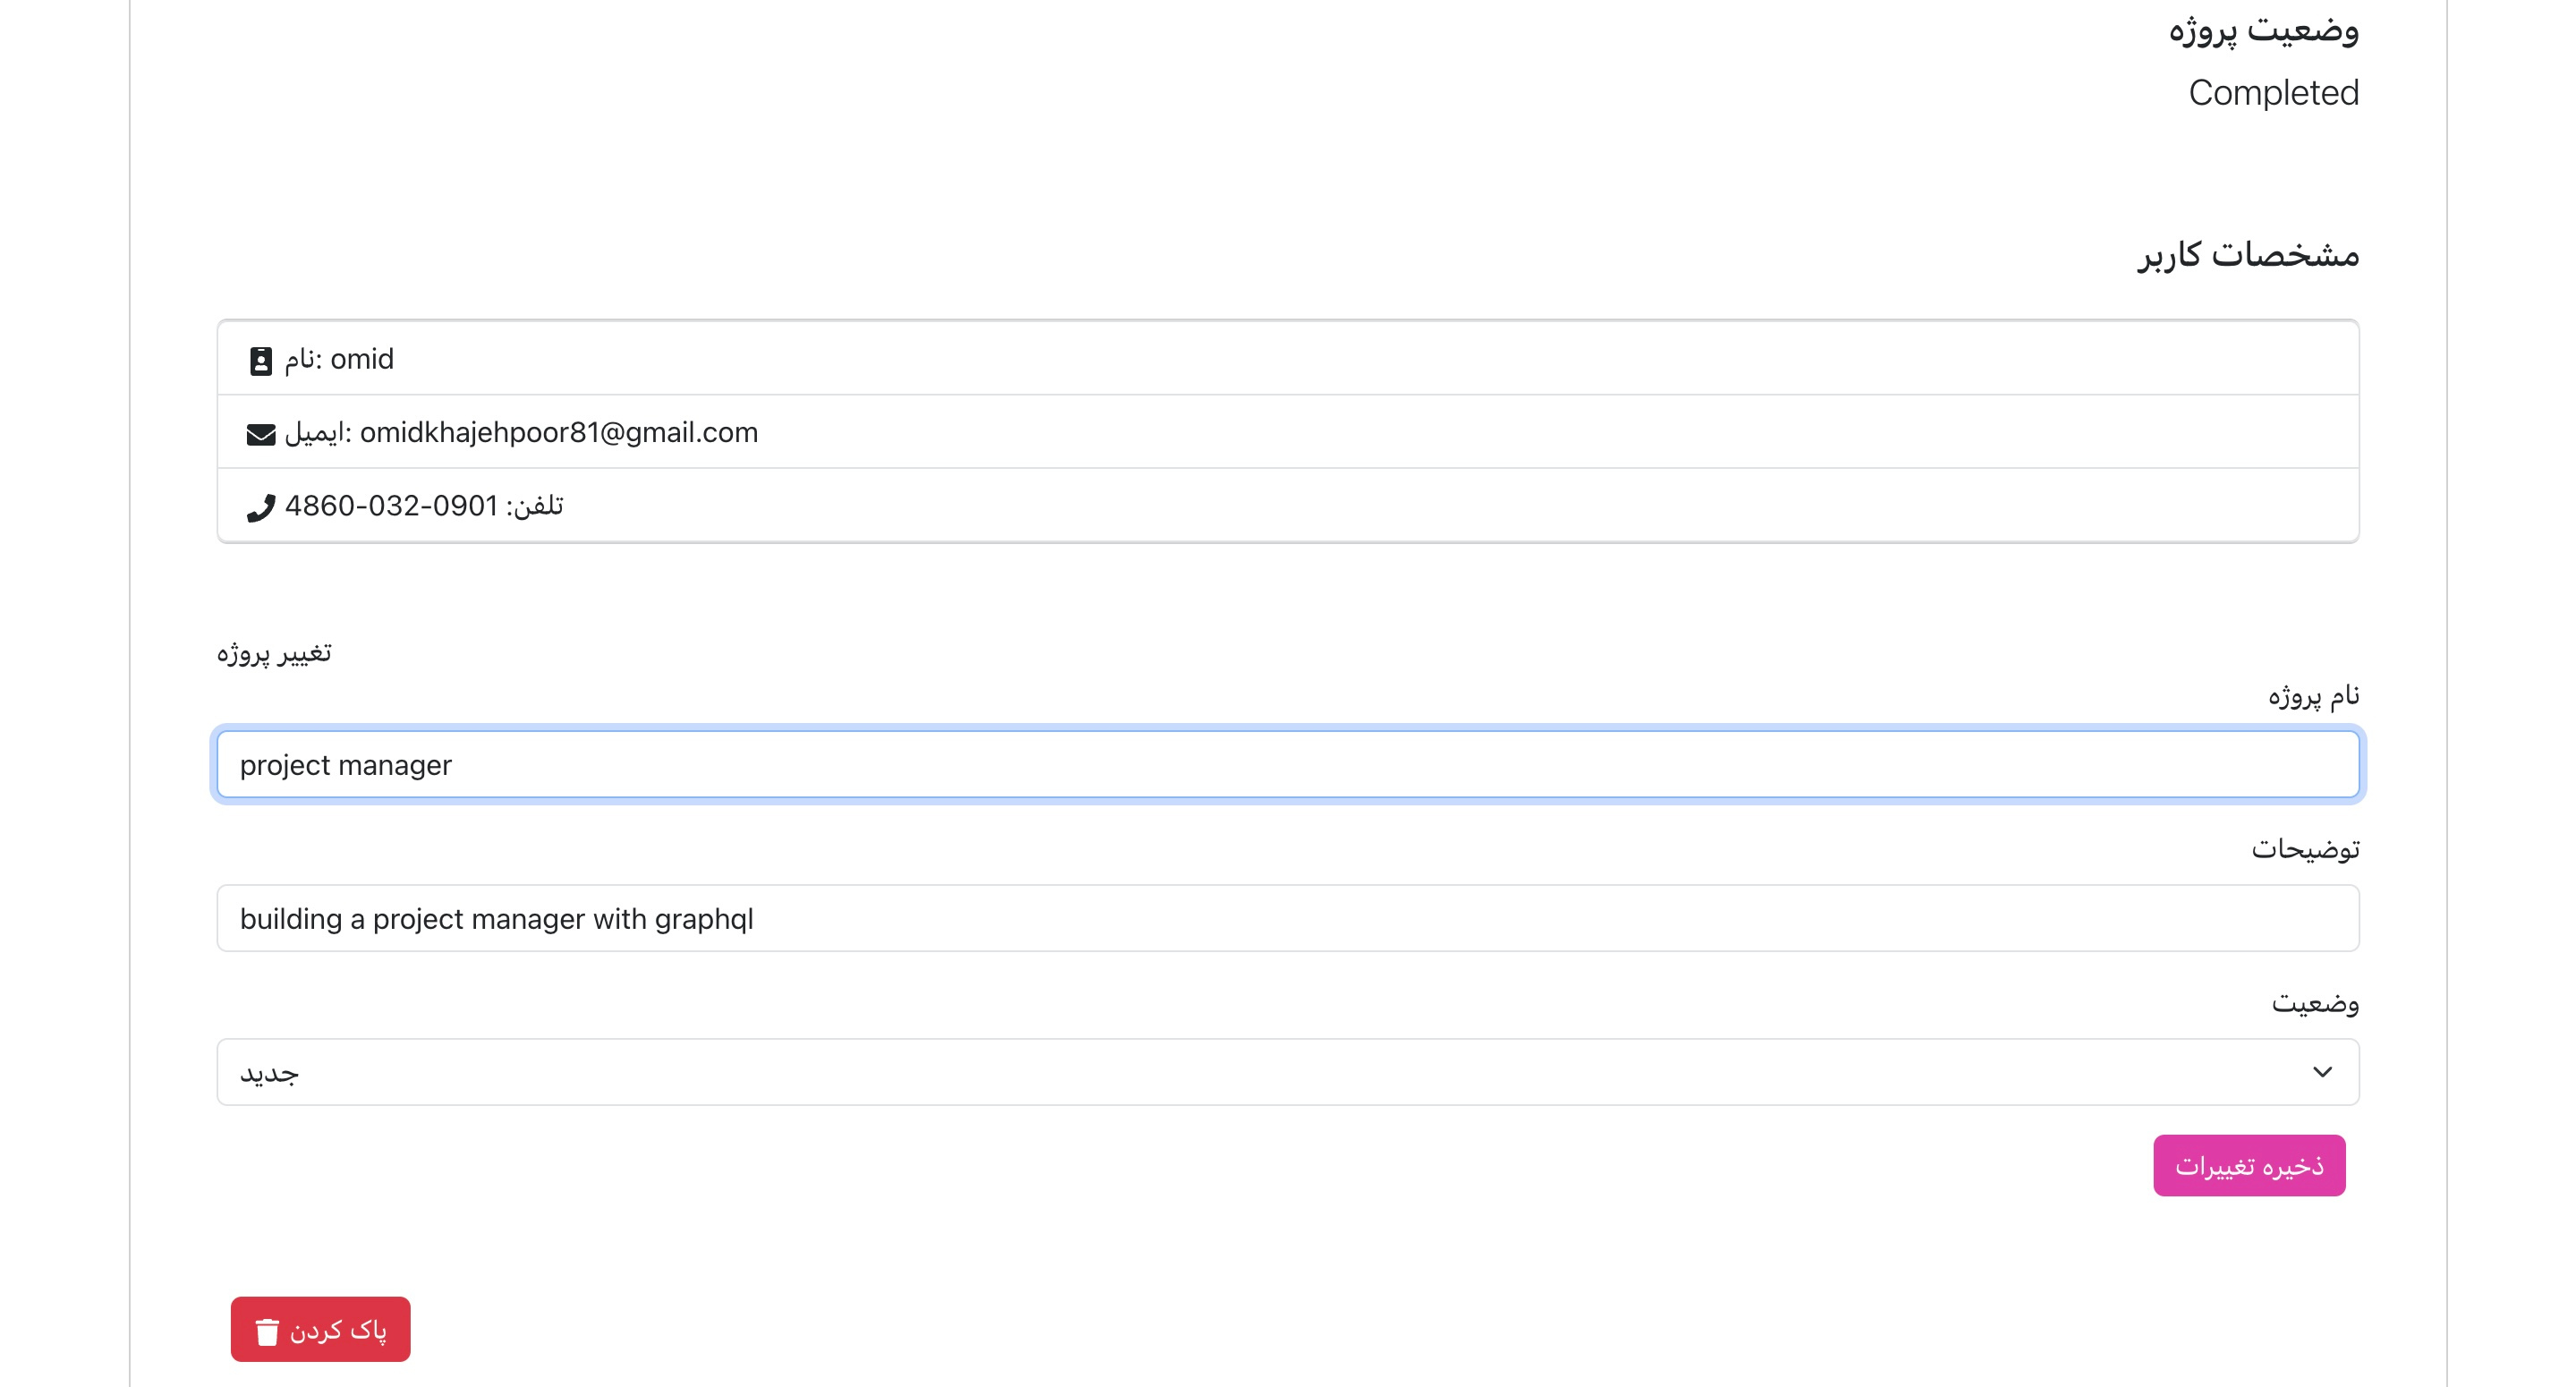 وضعیت پروژه
Completed
مشخصات کاربر
نام: omid
ایمیل: omidkhajehpoor81@gmail.com
تلفن: 4860-032-0901
تغییر پروژه
نام پروژه
project manager
توضیحات
building a project manager with graphql
وضعیت
جدید
ذخیره تغییرات
پاک کردن